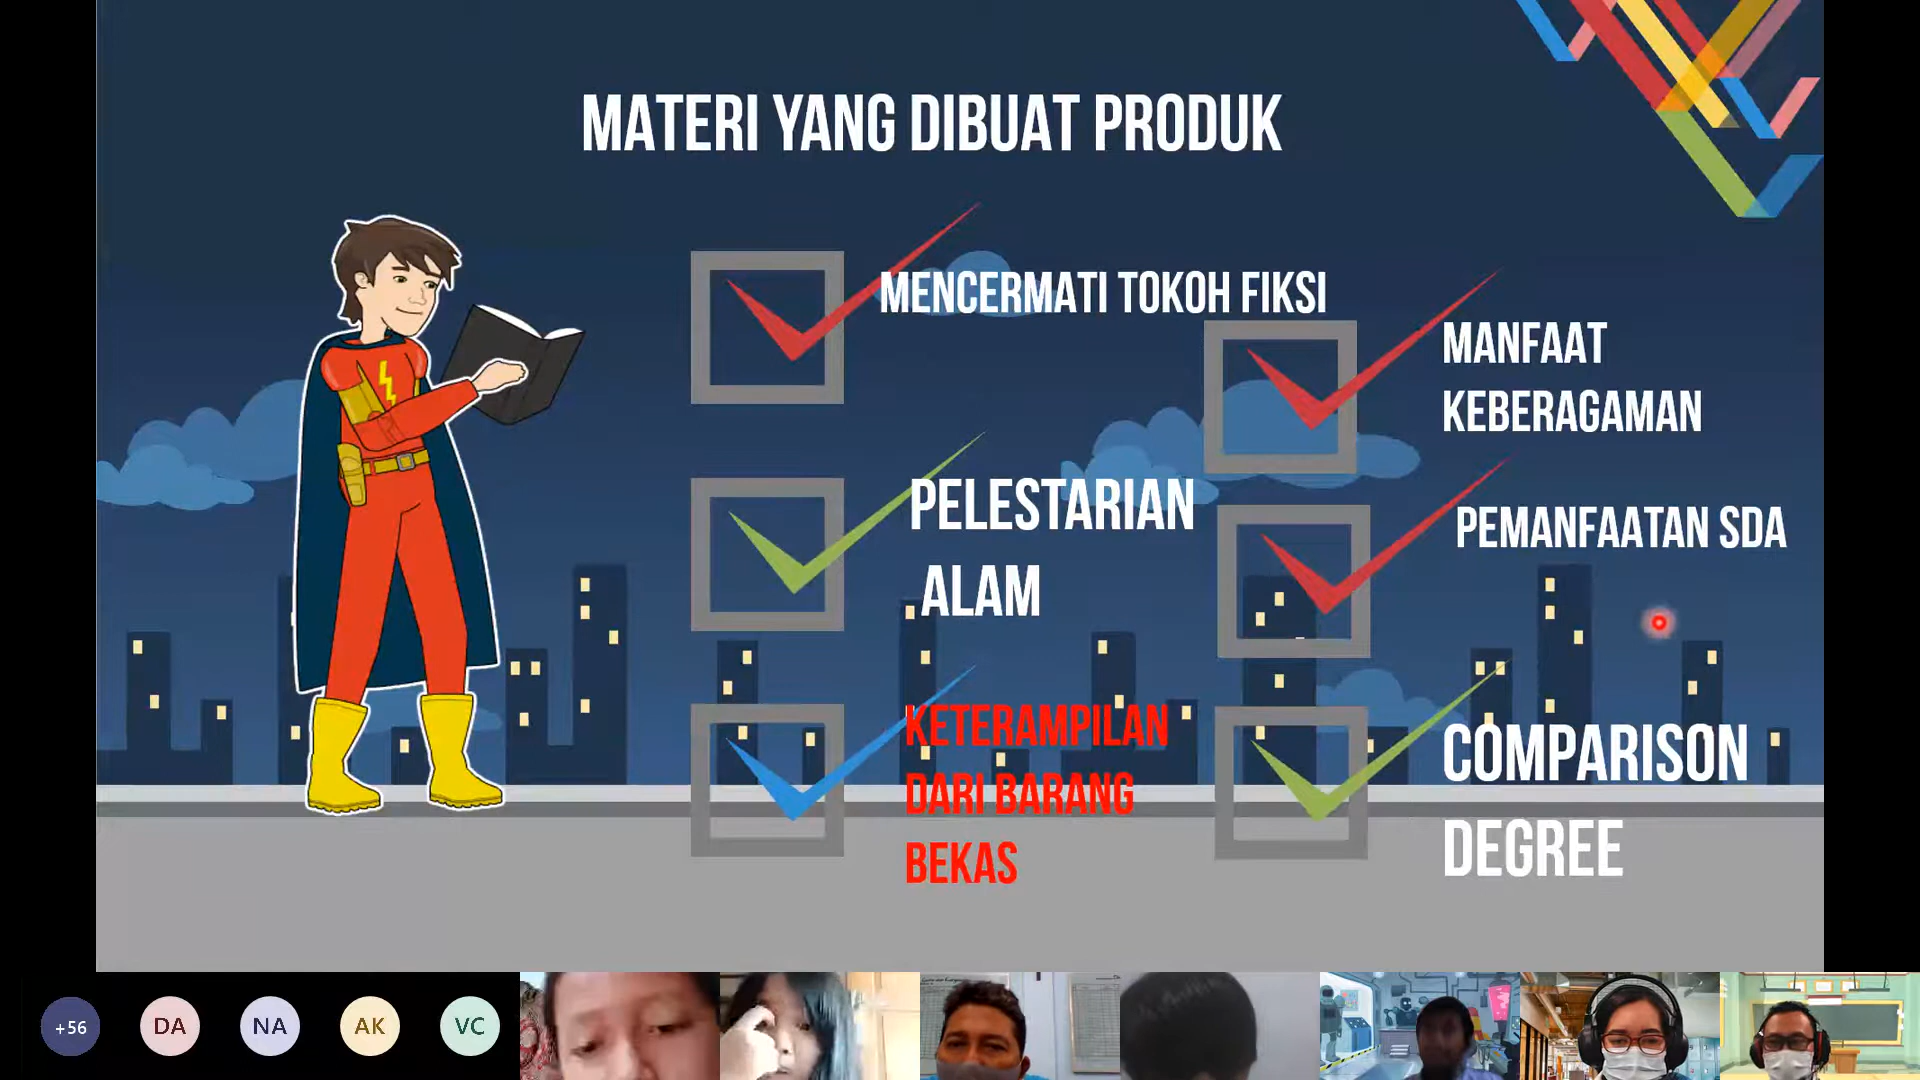 MATERI YANG DIBUAT PRODUK
MENCERMATI TOKOH FIKSI
PELESTARIAN
ALAM
KETERAMPILAN
DARI BARANG
BEKAS
MANFAAT
KEBERAGAMAN
PEMANFAATAN SDA
COMPARISON
DEGREE
+56
DA
NA
AK
VC